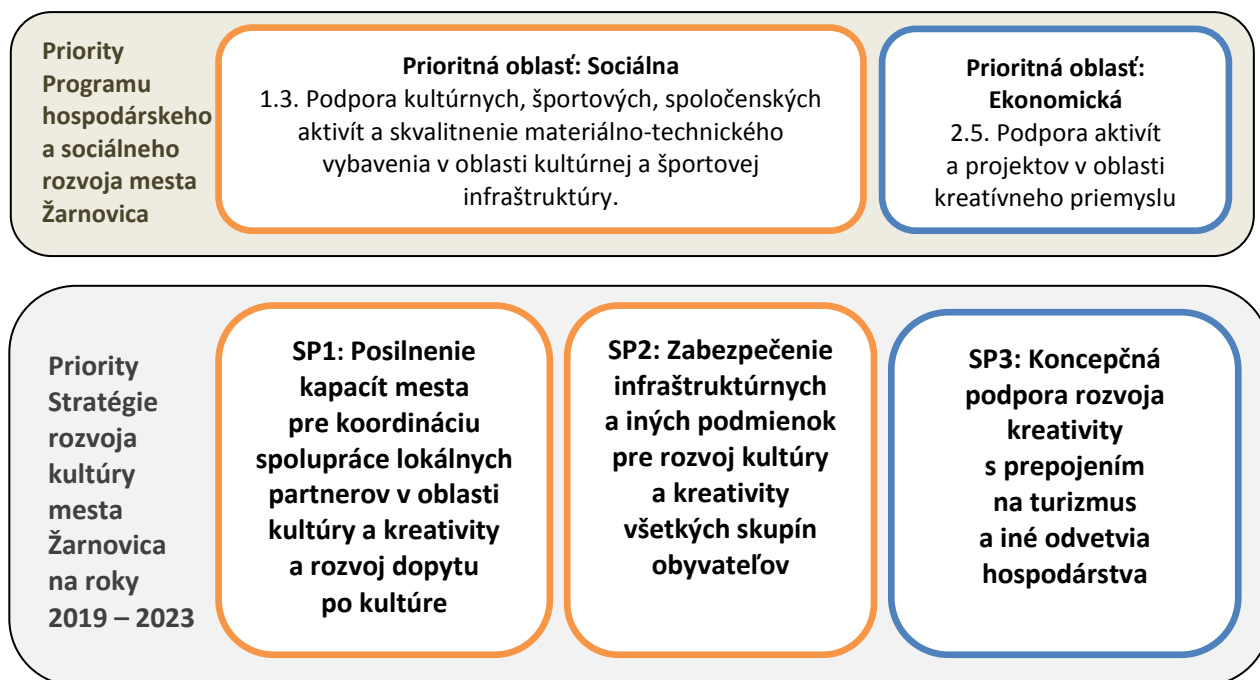 Priority
Programu
hospodárskeho
a sociálneho
rozvoja mesta
Žarnovica
Prioritná oblasť: Sociálna
1.3. Podpora kultúrnych, športových, spoločenských
aktivít a skvalitnenie materiálno-technického
vybavenia v oblasti kultúrnej a športovej
infraštruktúry.
Prioritná oblasť:
Ekonomická
2.5. Podpora aktivít
a projektov v oblasti
kreatívneho priemyslu
Priority
Stratégie
rozvoja
kultúry
mesta
Žarnovica
na roky
2019 – 2023
SP1: Posilnenie
kapacít mesta
pre koordináciu
spolupráce lokálnych
partnerov v oblasti
kultúry a kreativity
a rozvoj dopytu
po kultúre
SP2: Zabezpečenie
infraštruktúrnych
a iných podmienok
pre rozvoj kultúry
a kreativity
všetkých skupín
obyvateľov
SP3: Koncepčná
podpora rozvoja
kreativity
s prepojením
na turizmus
a iné odvetvia
hospodárstva